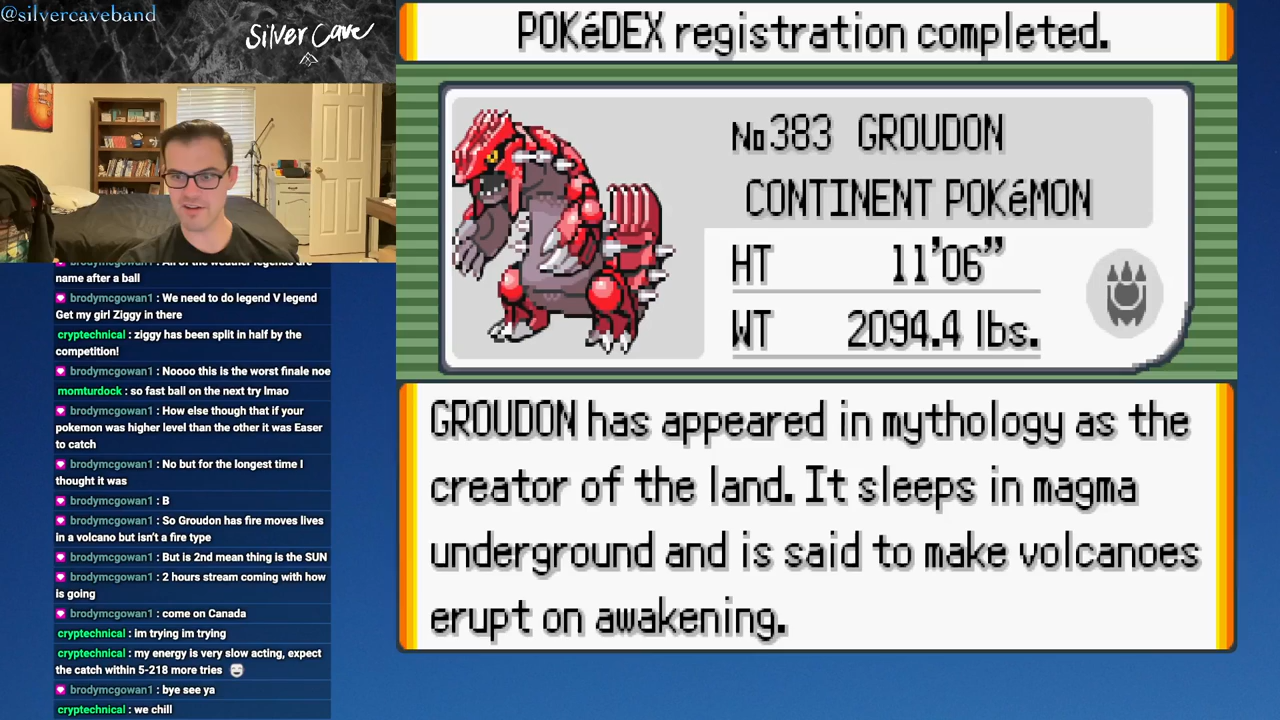 @silvercaveband
Silver Cave
POKéDEX registration completed.
No383 GROUDON
CONTINENT POKéMON
HT 11'06"
WT 2094.4 lbs.
GROUDON has appeared in mythology as the
creator of the land. It sleeps in magma
underground and is said to make volcanoes
erupt on awakening.
brodymcgowan1 : All of the weather legends are
name after a ball
brodymcgowan1 : We need to do legend V legend
Get my girl Ziggy in there
cryptechnical : ziggy has been split in half by the
competition!
brodymcgowan1 : Noooo this is the worst finale noe
momturdock : so fast ball on the next try lmao
brodymcgowan1 : How else though that if your
pokemon was higher level than the other it was Easer
to catch
brodymcgowan1 : No but for the longest time I
thought it was
brodymcgowan1 : B
brodymcgowan1 : So Groudon has fire moves lives
in a volcano but isn't a fire type
brodymcgowan1 : But is 2nd mean thing is the SUN
brodymcgowan1 : 2 hours stream coming with how
is going
brodymcgowan1 : come on Canada
cryptechnical : im trying im trying
cryptechnical : my energy is very slow acting, expect
the catch within 5-218 more tries
brodymcgowan1 : bye see ya
cryptechnical : we chill